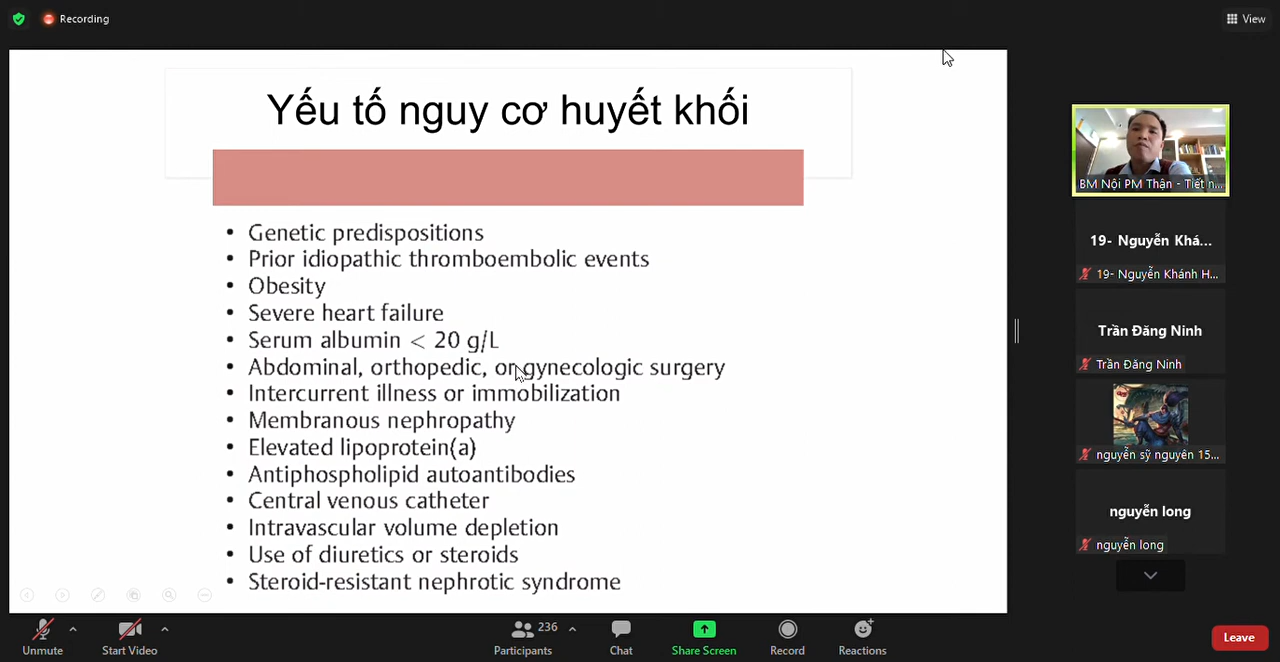 Recording
View
Yếu tố nguy cơ huyết khối
• Genetic predispositions
• Prior idiopathic thromboembolic events
• Obesity
• Severe heart failure
• Serum albumin < 20 g/L
• Abdominal, orthopedic, or gynecologic surgery
• Intercurrent illness or immobilization
• Membranous nephropathy
• Elevated lipoprotein(a)
• Antiphospholipid autoantibodies
• Central venous catheter
• Intravascular volume depletion
• Use of diuretics or steroids
• Steroid-resistant nephrotic syndrome
BM Nội PM Thận - Tiết n...
19- Nguyễn Khá...
19- Nguyễn Khánh H...
Trần Đăng Ninh
Trần Đăng Ninh
nguyễn sỹ nguyên 15...
nguyễn long
nguyễn long
Unmute
Start Video
236
Participants
Chat
Share Screen
Record
Reactions
Leave